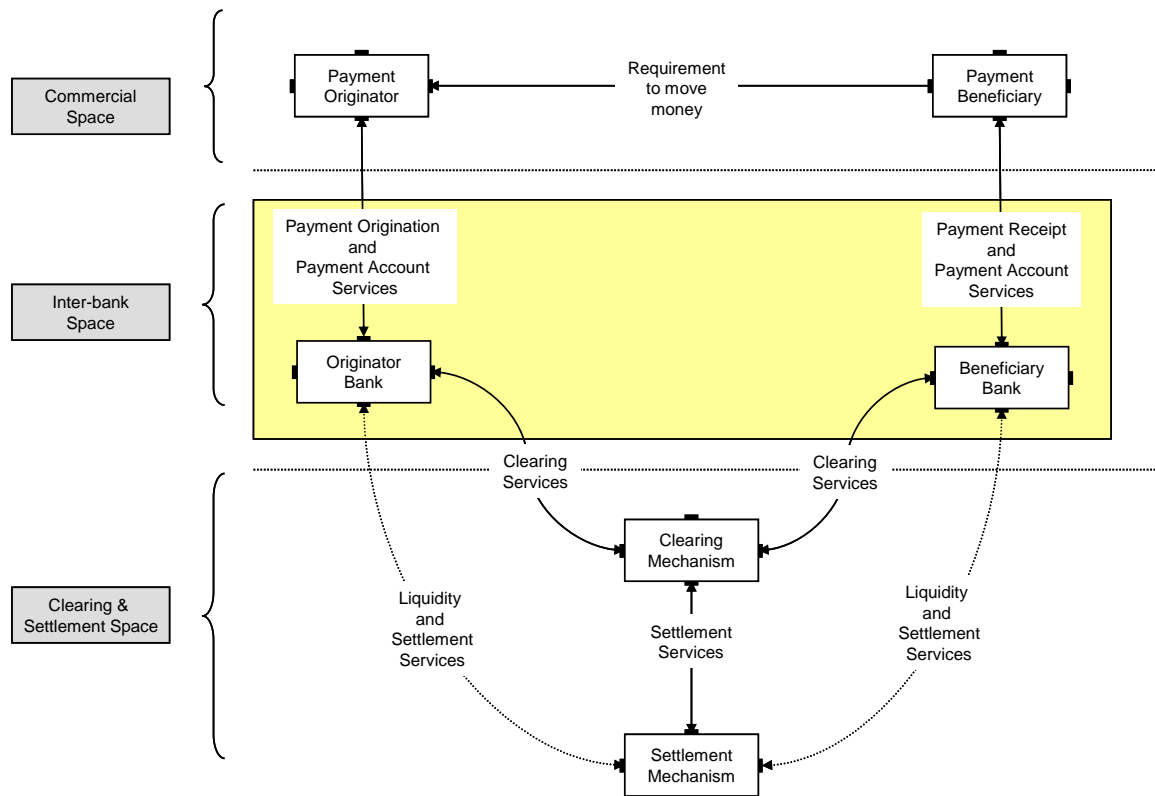 Commercial
Space
Payment
Originator
Requirement
to move
money
Payment
Beneficiary
Inter-bank
Space
Payment Origination
and
Payment Account
Services
Payment Receipt
and
Payment Account
Services
Originator
Bank
Beneficiary
Bank
Clearing
Services
Clearing
Services
Clearing &
Settlement Space
Clearing
Mechanism
Liquidity
and
Settlement
Services
Settlement
Services
Liquidity
and
Settlement
Services
Settlement
Mechanism